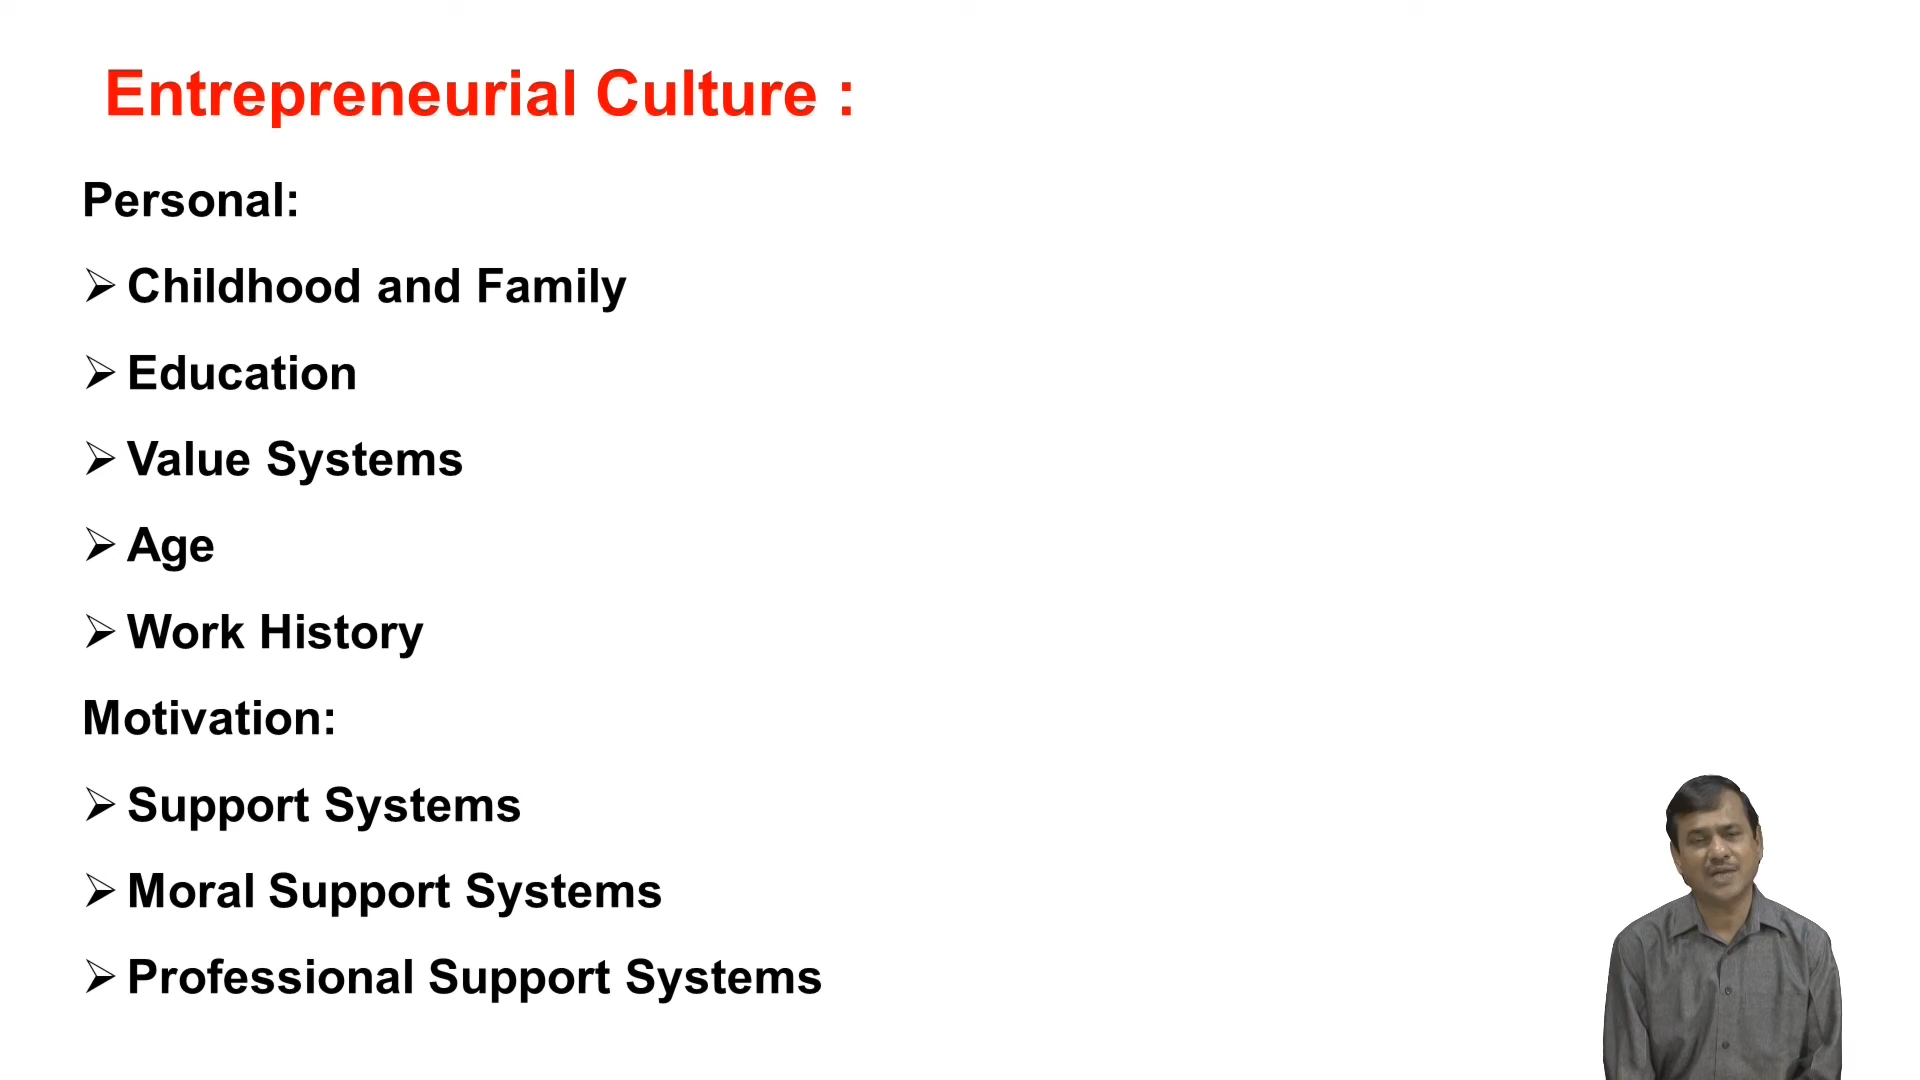 Entrepreneurial Culture :
Personal:
➢ Childhood and Family
➢ Education
➢ Value Systems
➢ Age
➢ Work History
Motivation:
➢ Support Systems
➢ Moral Support Systems
➢ Professional Support Systems